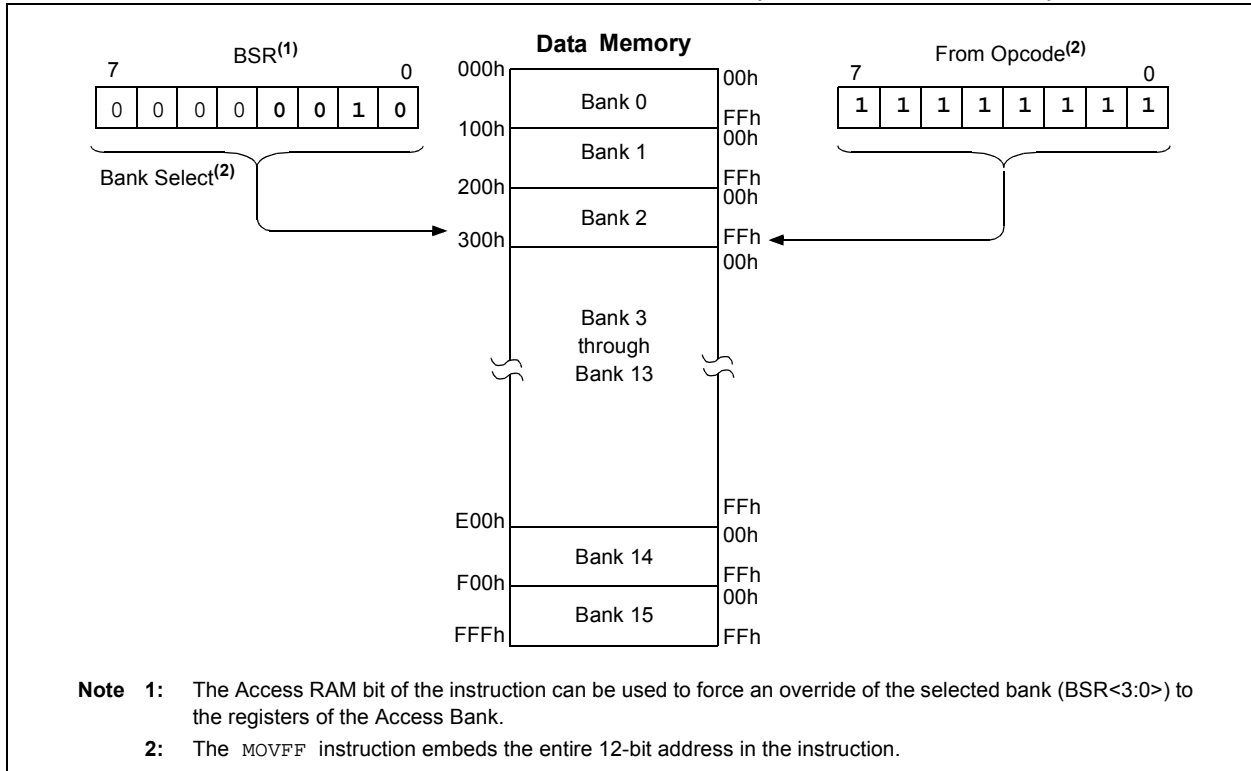 Data Memory
BSR(1)
7 0
0 0 0 0 0 0 1 0
Bank Select(2)
From Opcode(2)
7 0
1 1 1 1 1 1 1 1
000h 00h
Bank 0
FFh
100h 00h
Bank 1
FFh
200h 00h
Bank 2
FFh
300h 00h
Bank 3
through
Bank 13
FFh
E00h 00h
Bank 14
FFh
F00h 00h
Bank 15
FFFh FFh
Note 1: The Access RAM bit of the instruction can be used to force an override of the selected bank (BSR<3:0>) to
the registers of the Access Bank.
2: The MOVFF instruction embeds the entire 12-bit address in the instruction.